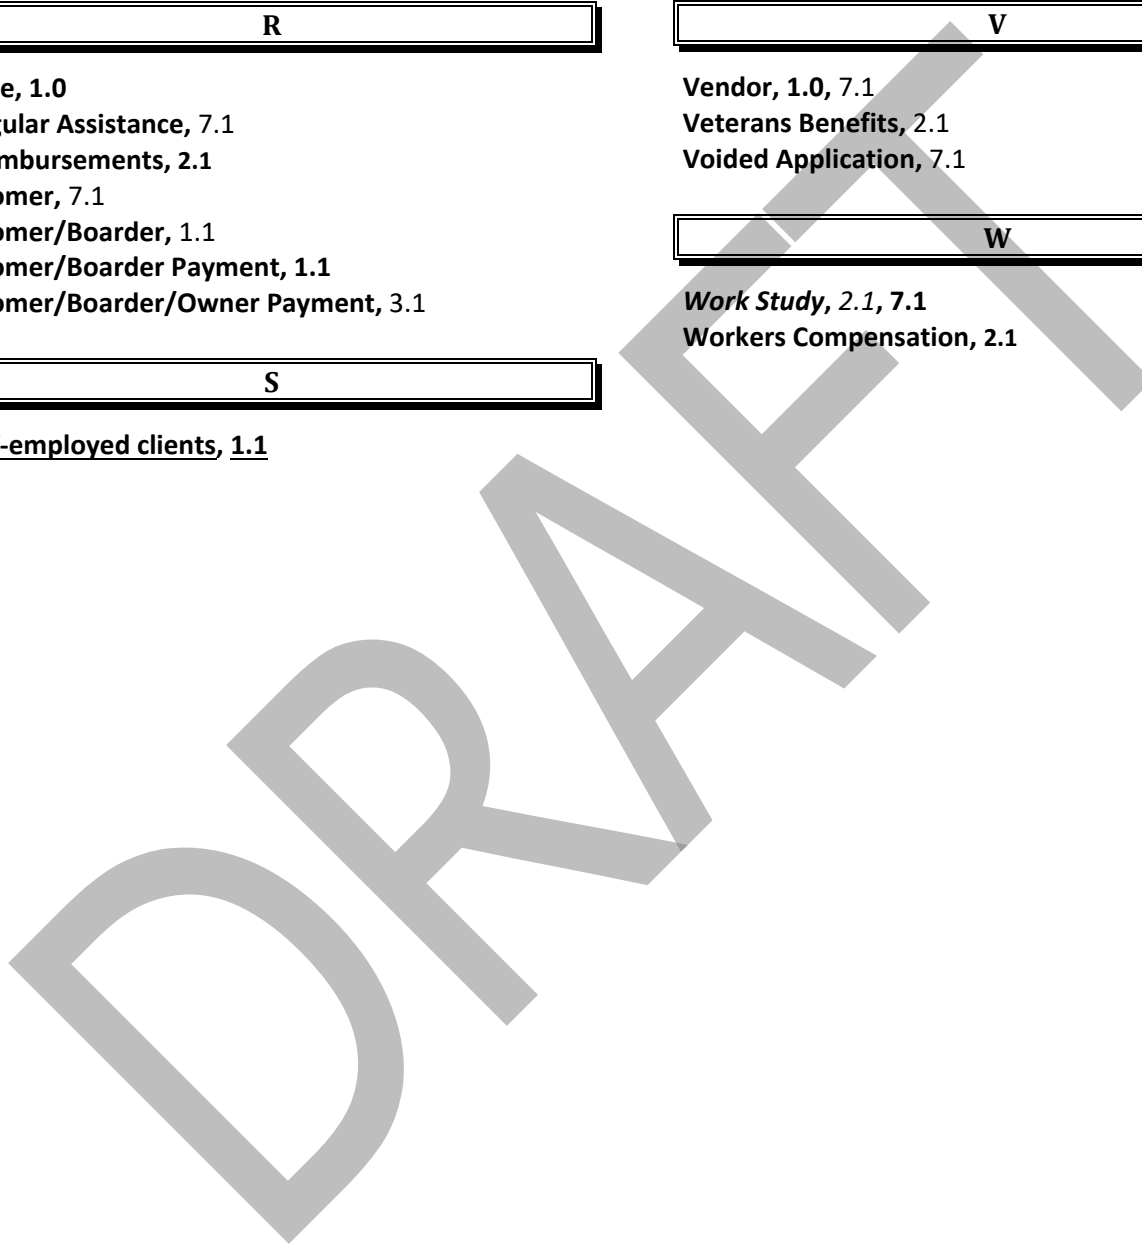 R
e, 1.0
gular Assistance, 7.1
mbursements, 2.1
omer, 7.1
omer/Boarder, 1.1
omer/Boarder Payment, 1.1
omer/Boarder/Owner Payment, 3.1
S
-employed clients, 1.1
V
Vendor, 1.0, 7.1
Veterans Benefits, 2.1
Voided Application, 7.1
W
Work Study, 2.1, 7.1
Workers Compensation, 2.1
DRAFT